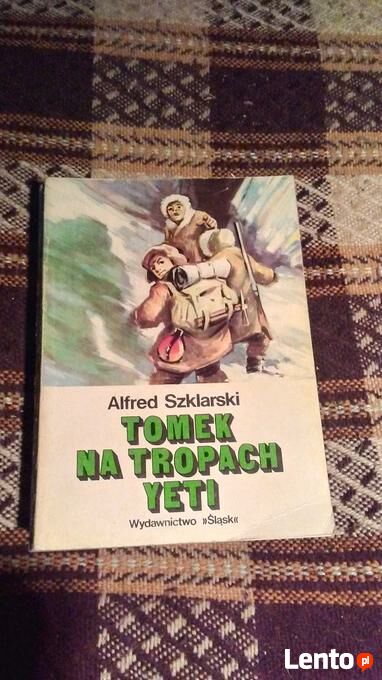 Alfred Szklarski
TOMEK
NA TROPACH
YETI
Wydawnictwo »Śląsk«
Lento.pl